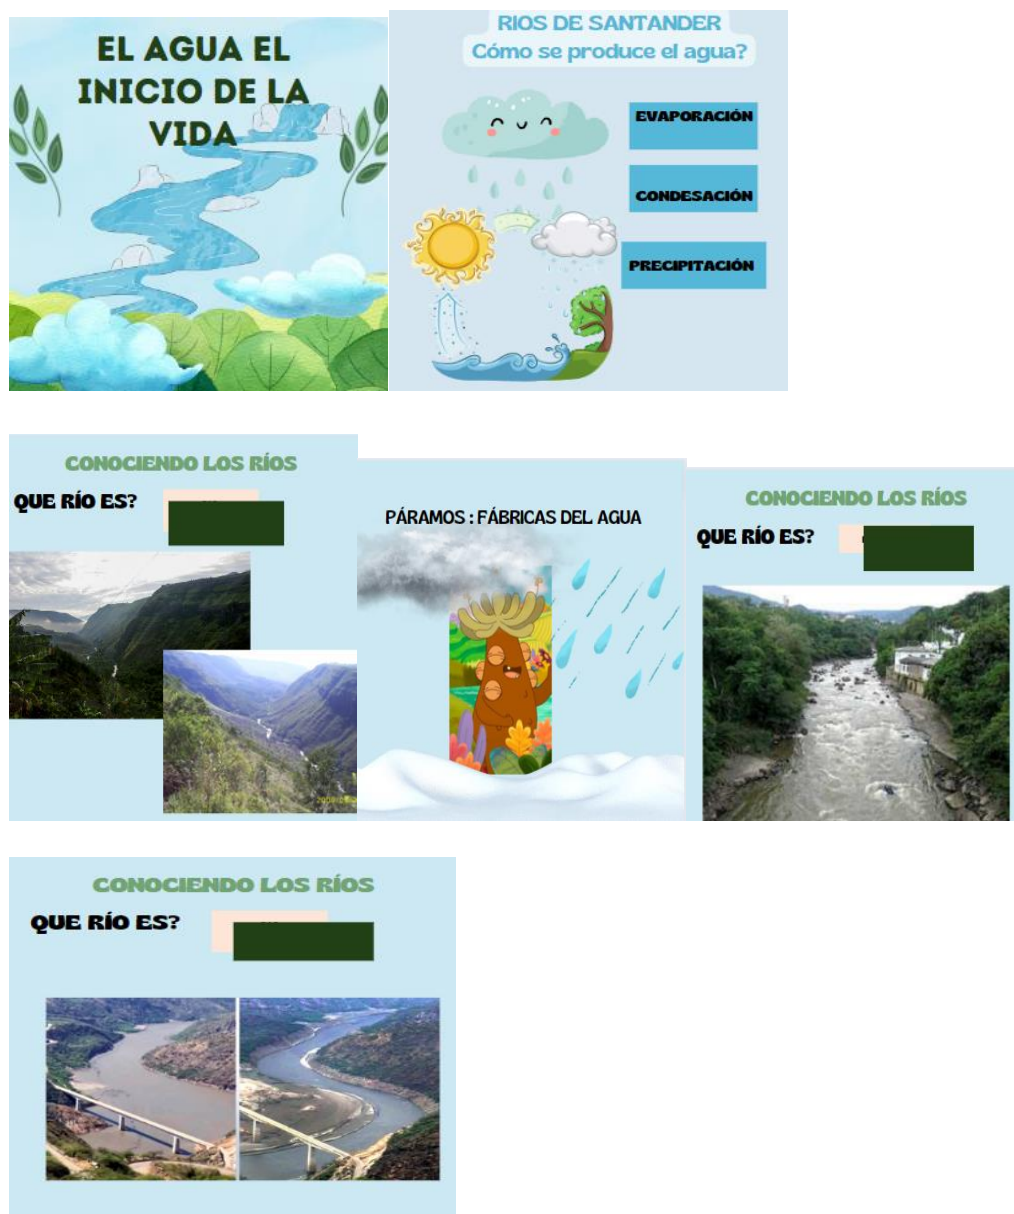 EL AGUA EL
INICIO DE LA
VIDA
RIOS DE SANTANDER
Cómo se produce el agua?
EVAPORACIÓN
CONDESACIÓN
PRECIPITACIÓN
CONOCIENDO LOS RÍOS
QUE RÍO ES?
PÁRAMOS : FÁBRICAS DEL AGUA
CONOCIENDO LOS RÍOS
QUE RÍO ES?
CONOCIENDO LOS RÍOS
QUE RÍO ES?